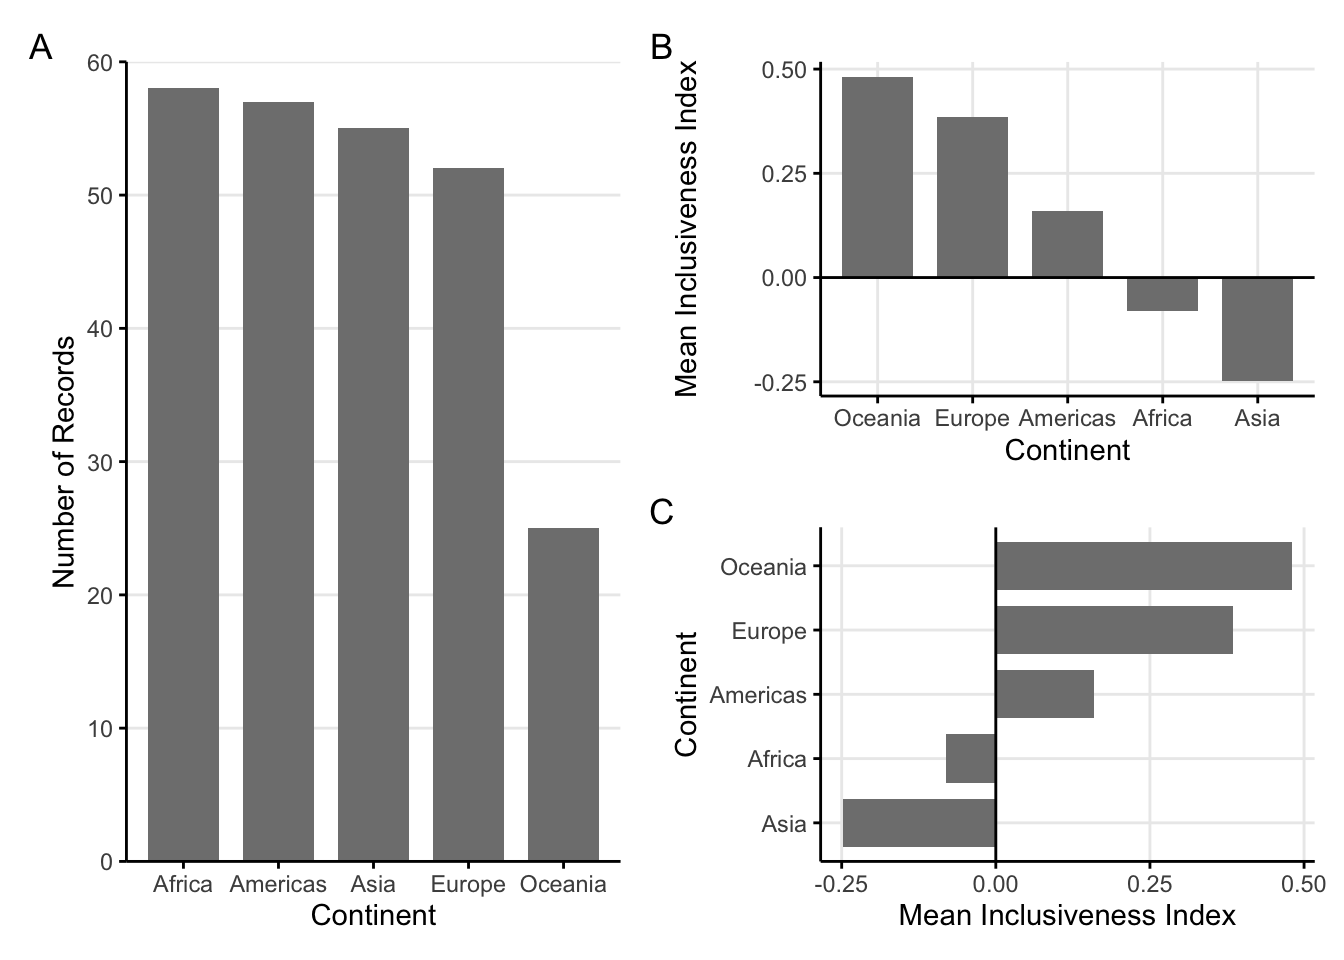 A
Number of Records
60
50
40
30
20
10
0
Africa Americas Asia Europe Oceania
Continent
B
Mean Inclusiveness Index
0.50
0.25
0.00
-0.25
Oceania Europe Americas Africa Asia
Continent
C
Continent
Oceania
Europe
Americas
Africa
Asia
-0.25 0.00 0.25 0.50
Mean Inclusiveness Index